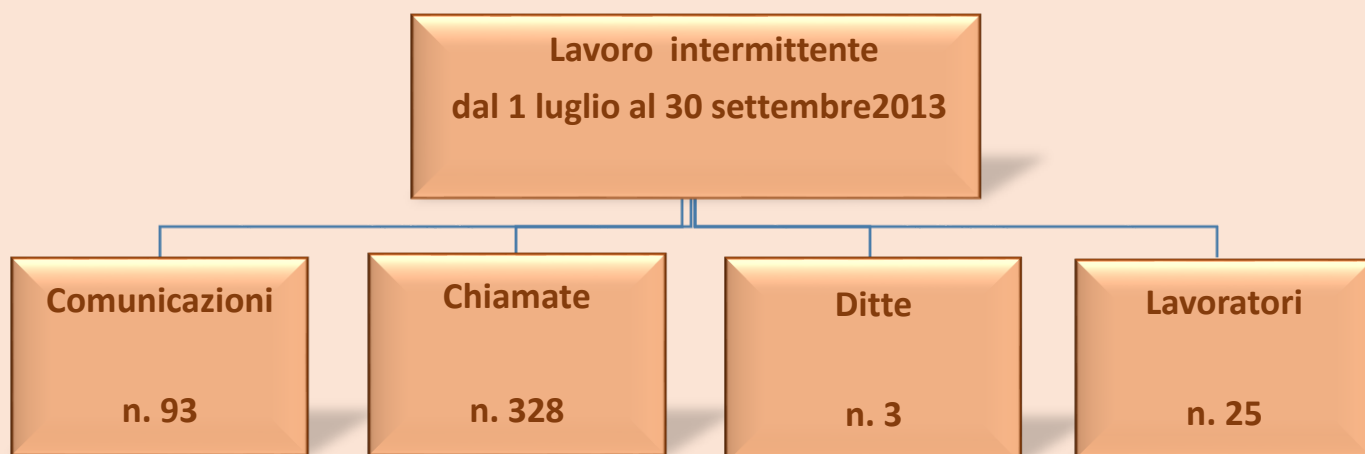 Lavoro intermittente
dal 1 luglio al 30 settembre2013
Comunicazioni
n. 93
Chiamate
n. 328
Ditte
n. 3
Lavoratori
n. 25